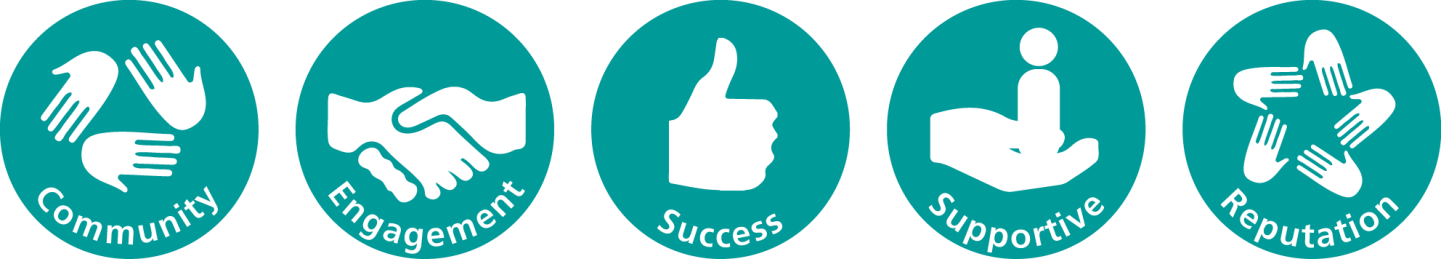 Community
Engagement
Success
Supportive
Reputation